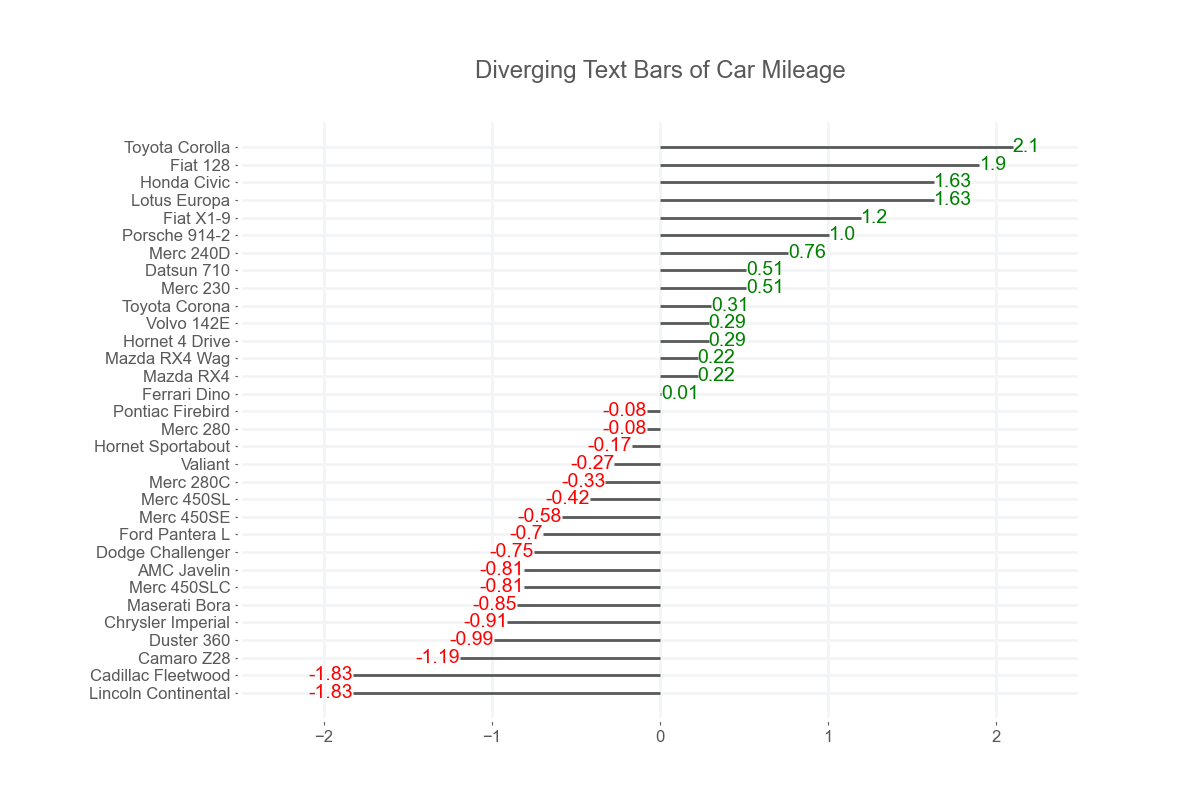 Diverging Text Bars of Car Mileage
Toyota Corolla 2.1
Fiat 128 1.9
Honda Civic 1.63
Lotus Europa 1.63
Fiat X1-9 1.2
Porsche 914-2 1.0
Merc 240D 0.76
Datsun 710 0.51
Merc 230 0.51
Toyota Corona 0.31
Volvo 142E 0.29
Hornet 4 Drive 0.29
Mazda RX4 Wag 0.22
Mazda RX4 0.22
Ferrari Dino 0.01
Pontiac Firebird -0.08
Merc 280 -0.08
Hornet Sportabout -0.17
Valiant -0.27
Merc 280C -0.33
Merc 450SL -0.42
Merc 450SE -0.58
Ford Pantera L -0.7
Dodge Challenger -0.75
AMC Javelin -0.81
Merc 450SLC -0.81
Maserati Bora -0.85
Chrysler Imperial -0.91
Duster 360 -0.99
Camaro Z28 -1.19
Cadillac Fleetwood -1.83
Lincoln Continental -1.83
−2 −1 0 1 2